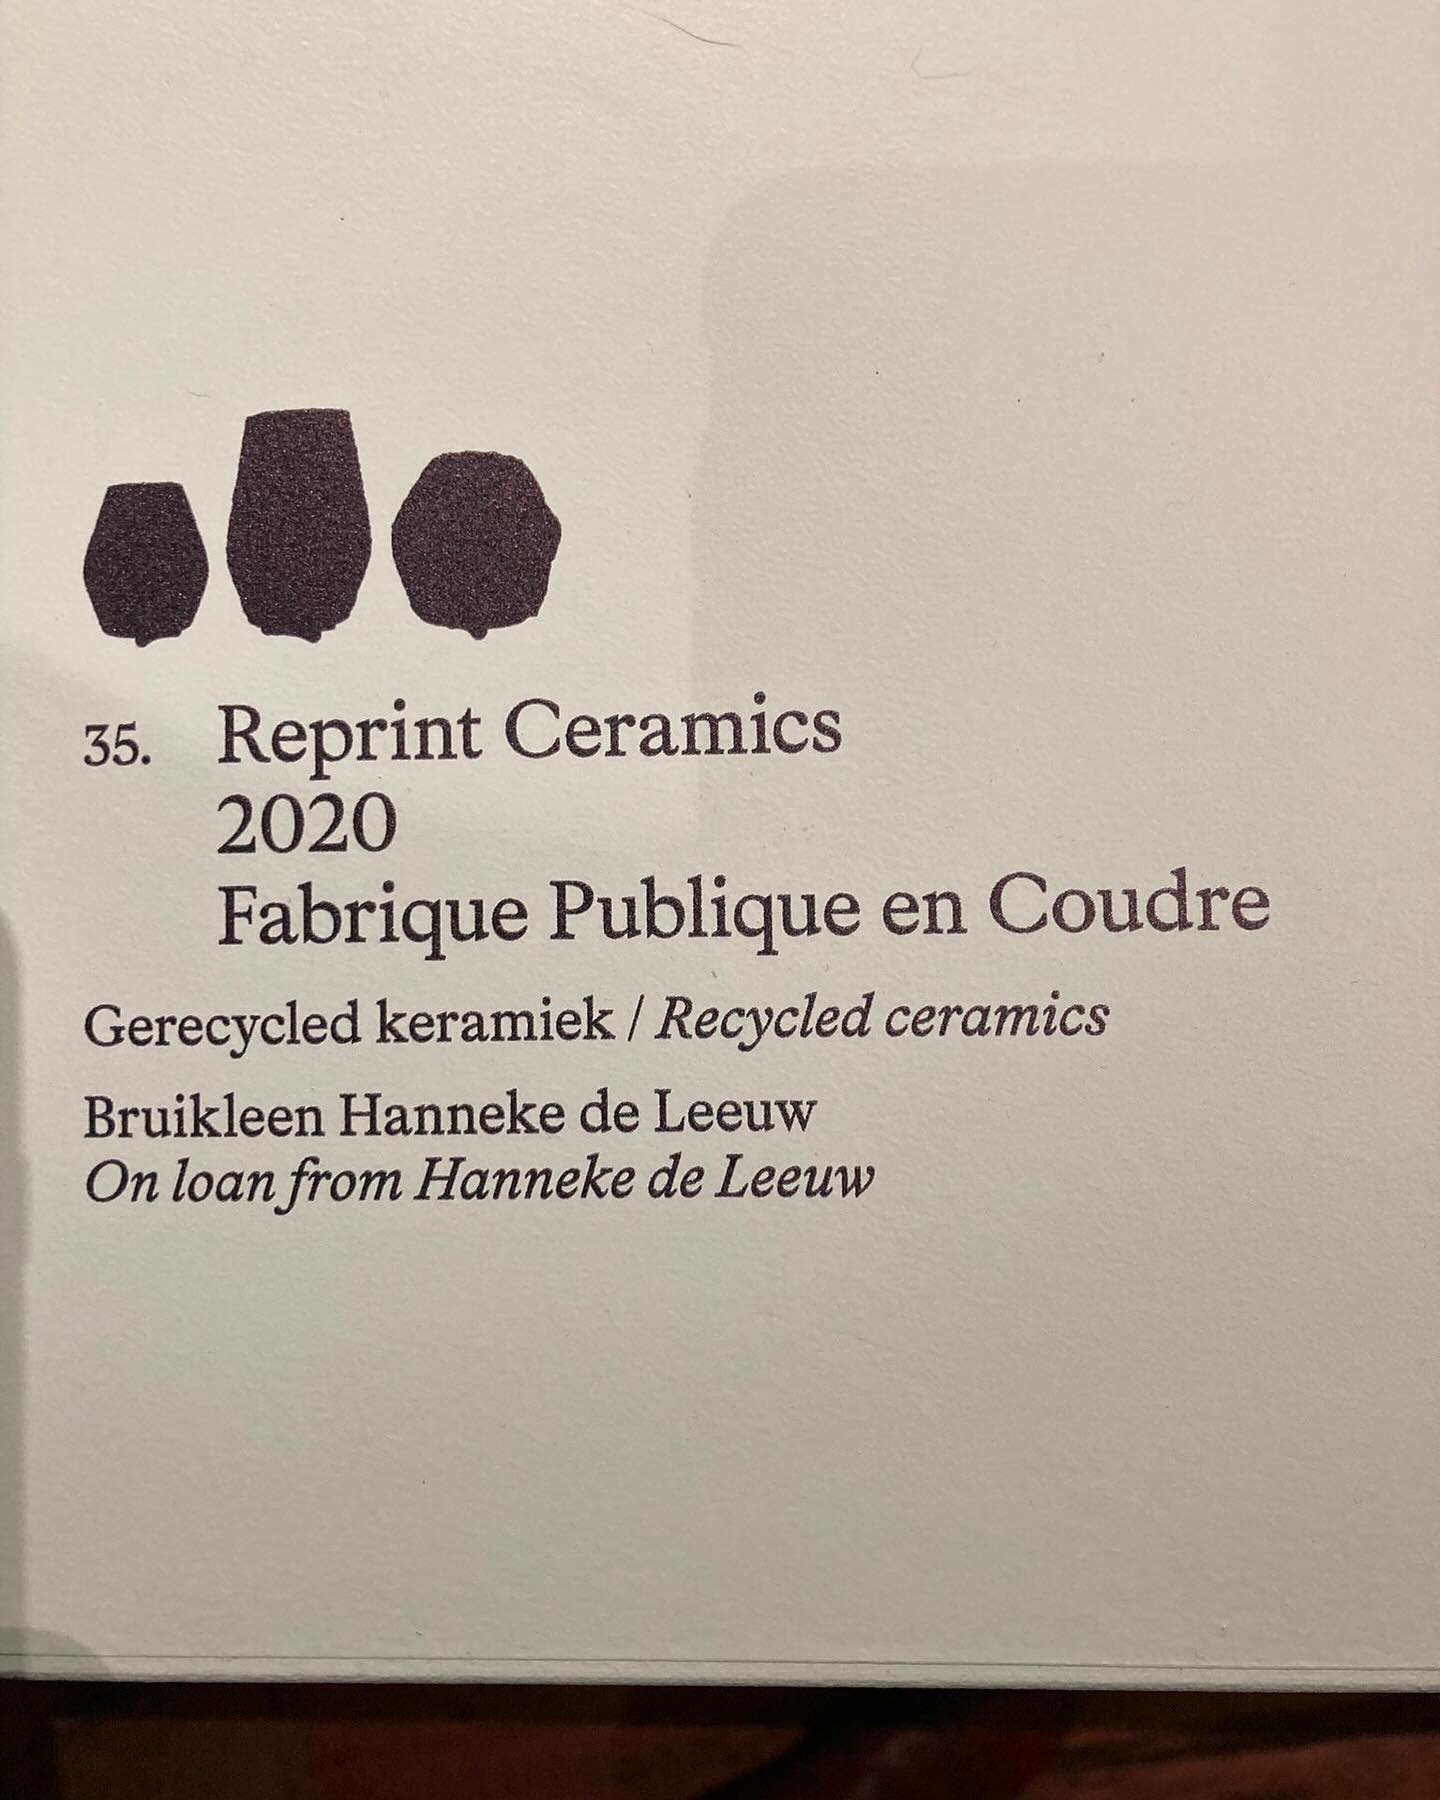 35. Reprint Ceramics
2020
Fabrique Publique en Coudre
Gerecycled keramiek / Recycled ceramics
Bruikleen Hanneke de Leeuw
On loan from Hanneke de Leeuw